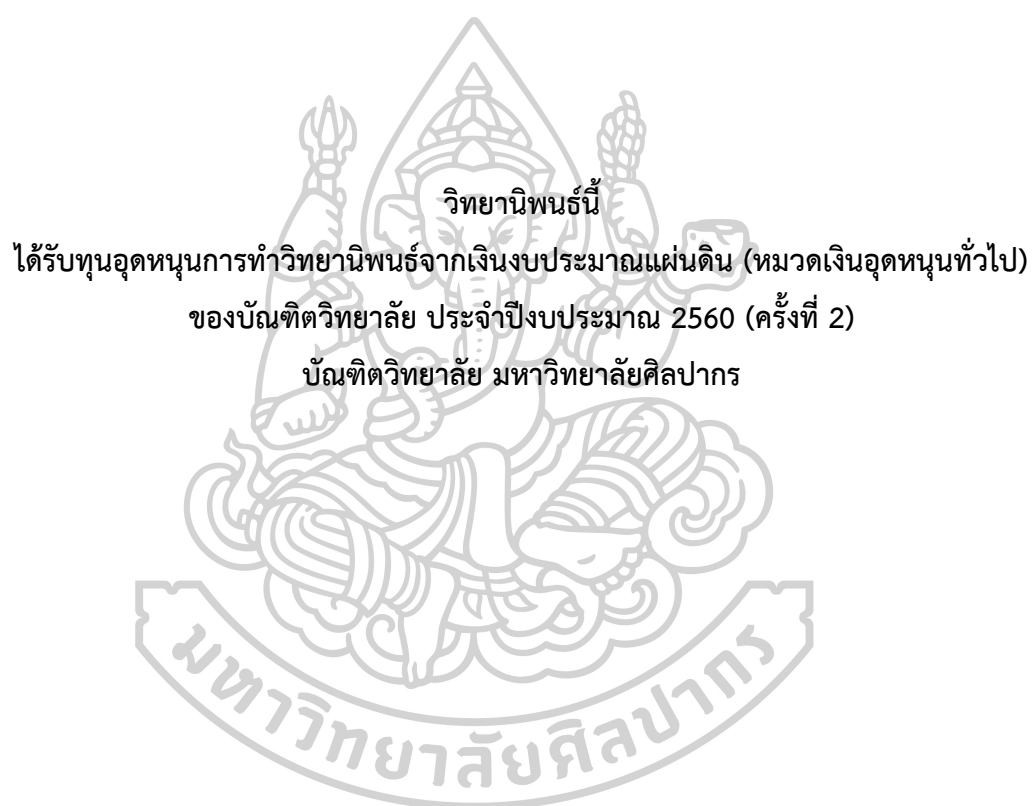 วิทยานิพนธ์นี้
ได้รับทุนอุดหนุนการทำวิทยานิพนธ์จากเงินงบประมาณแผ่นดิน (หมวดเงินอุดหนุนทั่วไป)
ของบัณฑิตวิทยาลัย ประจำปีงบประมาณ 2560 (ครั้งที่ 2)
บัณฑิตวิทยาลัย มหาวิทยาลัยศิลปากร
มหาวิทยาลัยศิลปากร